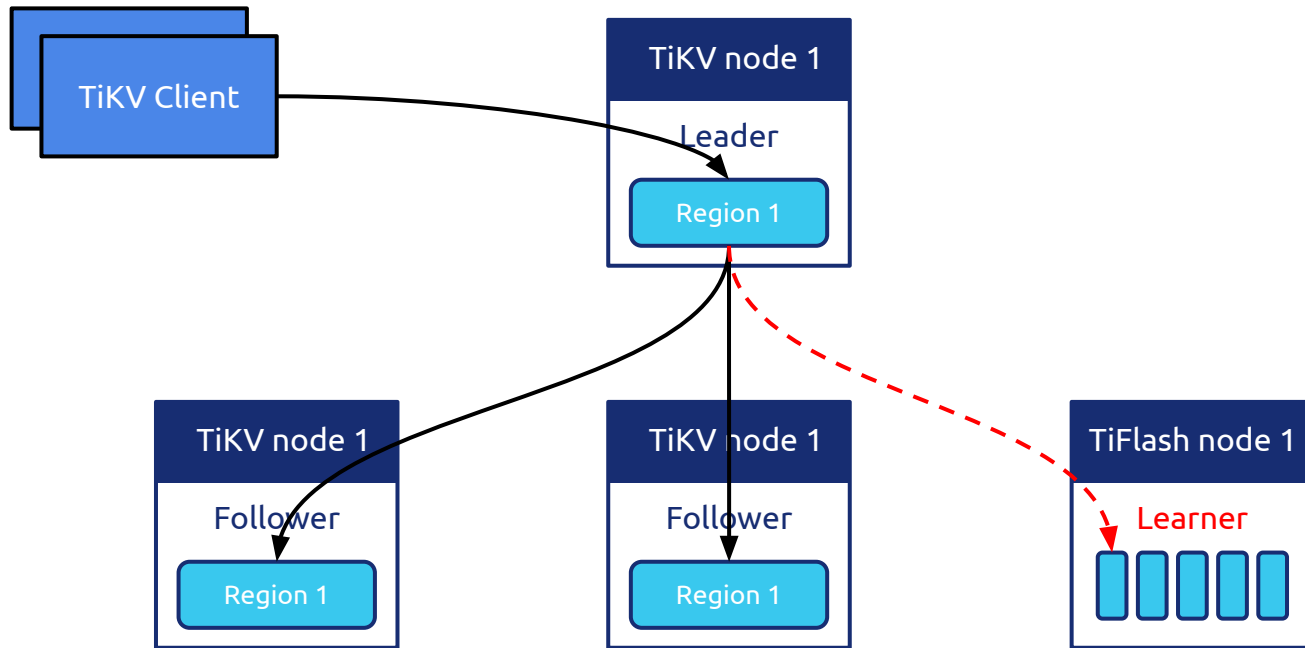 TiKV Client
TiKV node 1
Leader
Region 1
TiKV node 1
Follower
Region 1
TiKV node 1
Follower
Region 1
TiFlash node 1
Learner